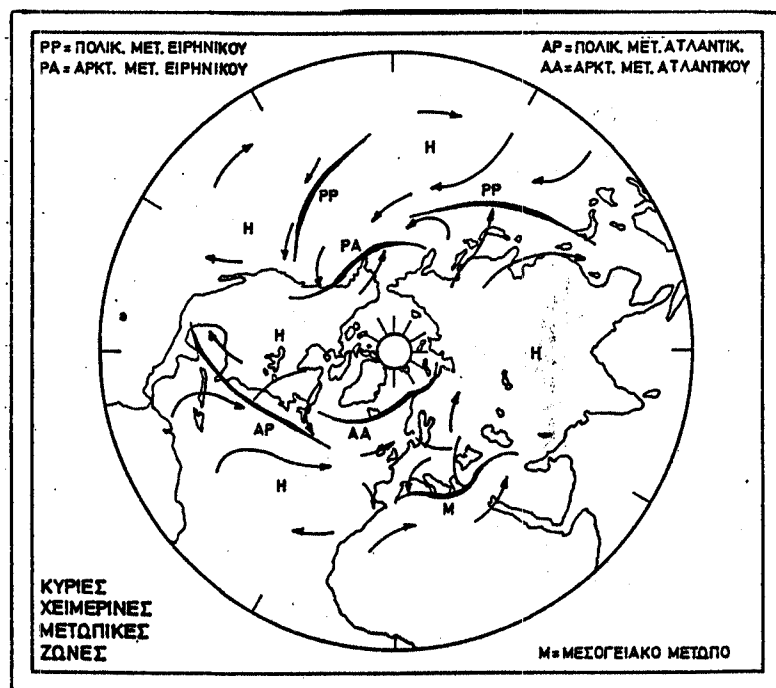 PP = ΠΟΛΙΚ. ΜΕΤ. ΕΙΡΗΝΙΚΟΥ
PA = ΑΡΚΤ. ΜΕΤ. ΕΙΡΗΝΙΚΟΥ
AP = ΠΟΛΙΚ. ΜΕΤ. ΑΤΛΑΝΤΙΚ.
AA = ΑΡΚΤ. ΜΕΤ. ΑΤΛΑΝΤΙΚΟΥ
H
PP
PP
H
PA
H
H
AP
AA
H
M
ΚΥΡΙΕΣ
ΧΕΙΜΕΡΙΝΕΣ
ΜΕΤΩΠΙΚΕΣ
ΖΩΝΕΣ
M = ΜΕΣΟΓΕΙΑΚΟ ΜΕΤΩΠΟ